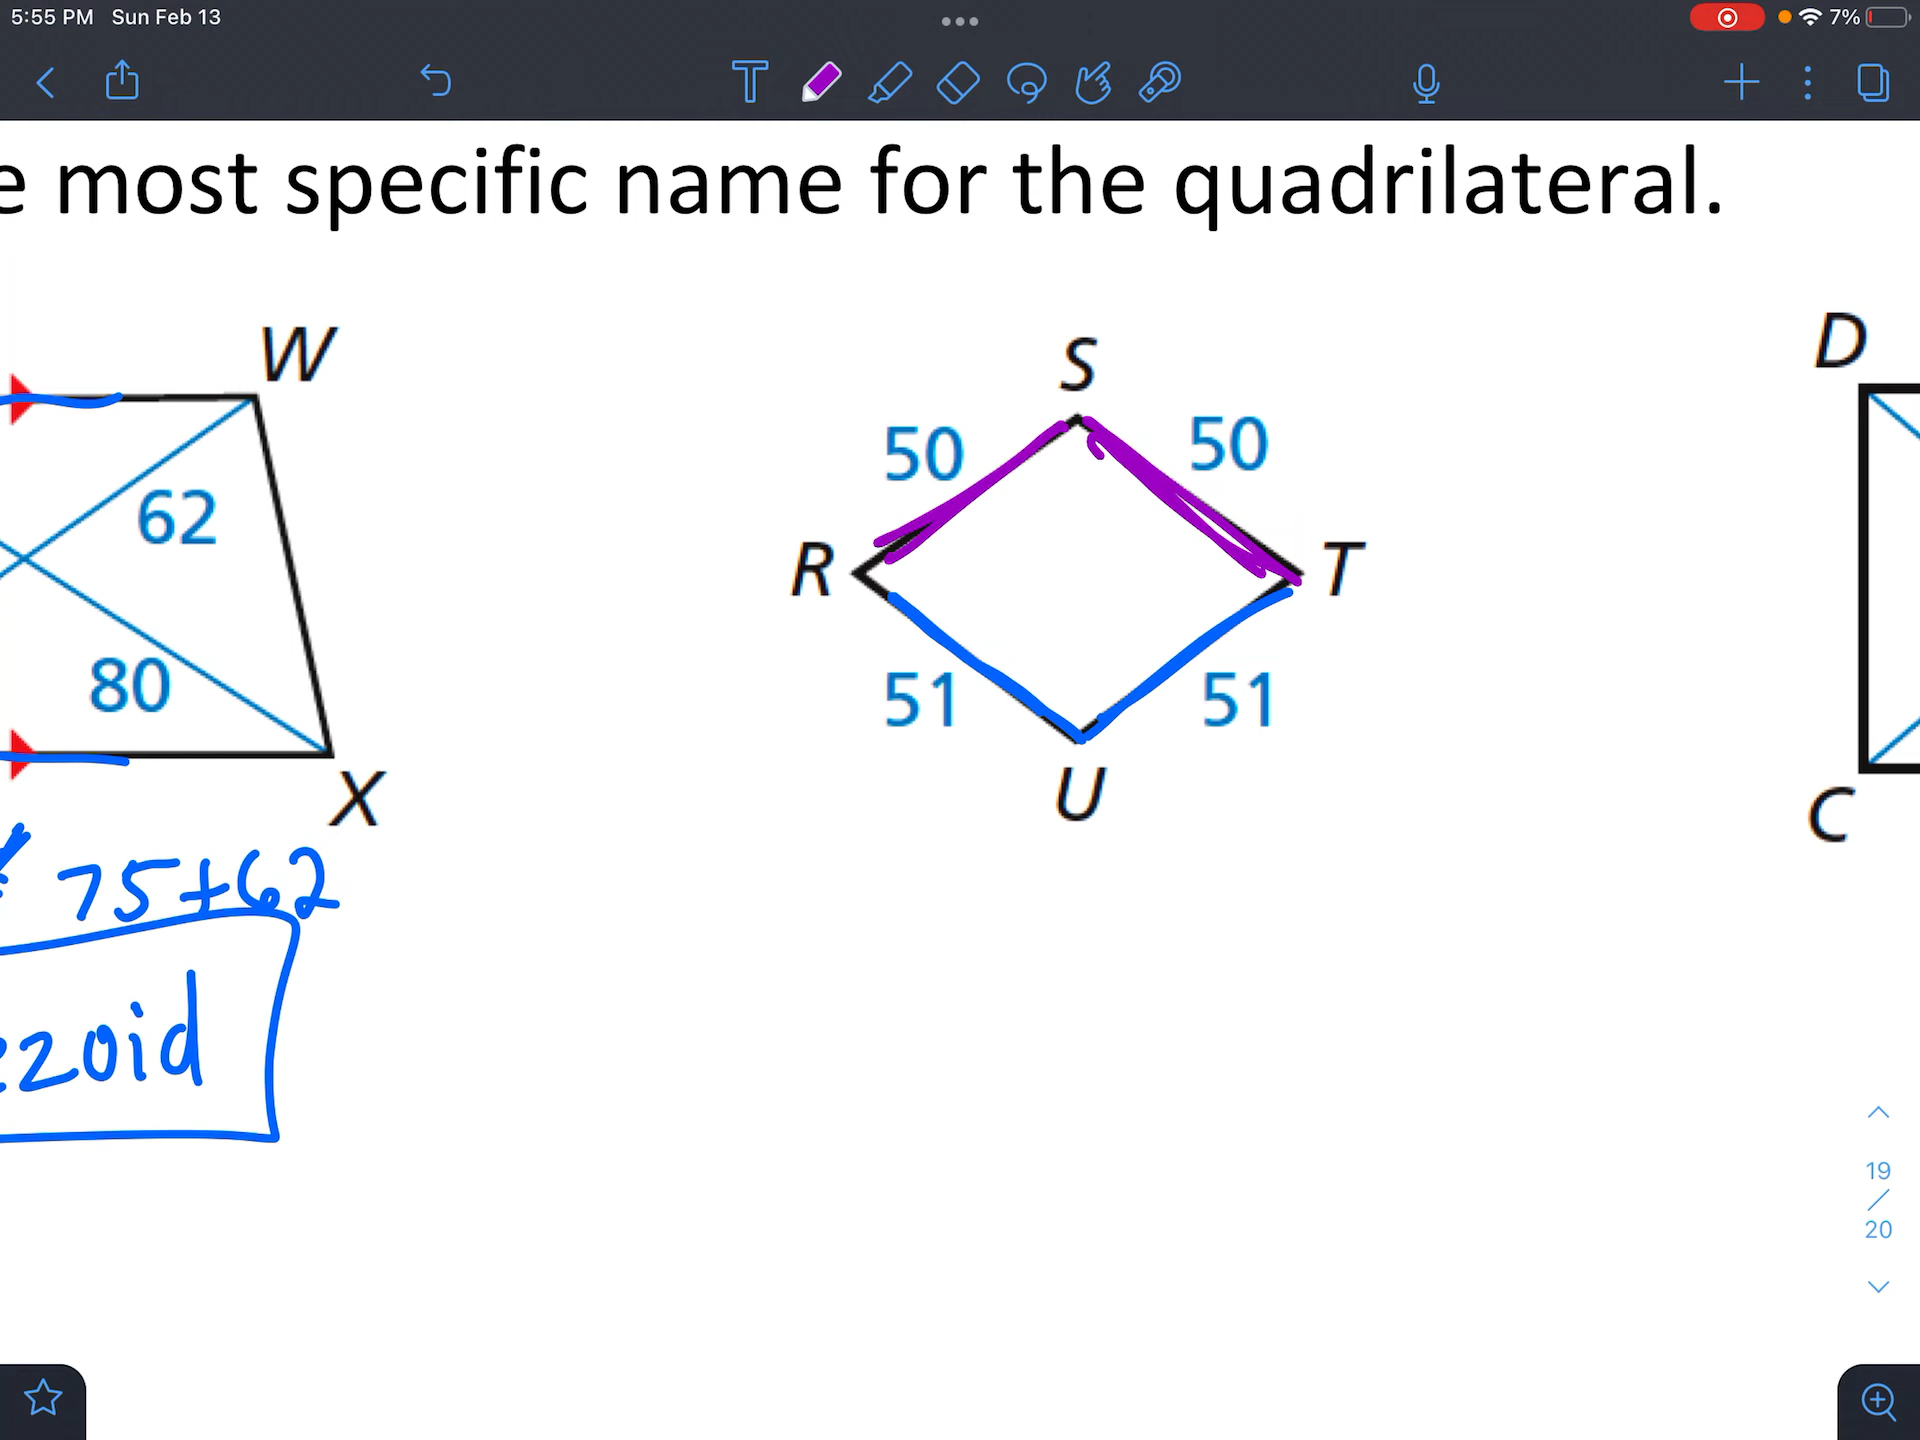 5:55 PM Sun Feb 13
7%
T
e most specific name for the quadrilateral.
W
S
D
50 50
62
R T
80
51 51
X
U
C
75+62
ezoid
19
/
20